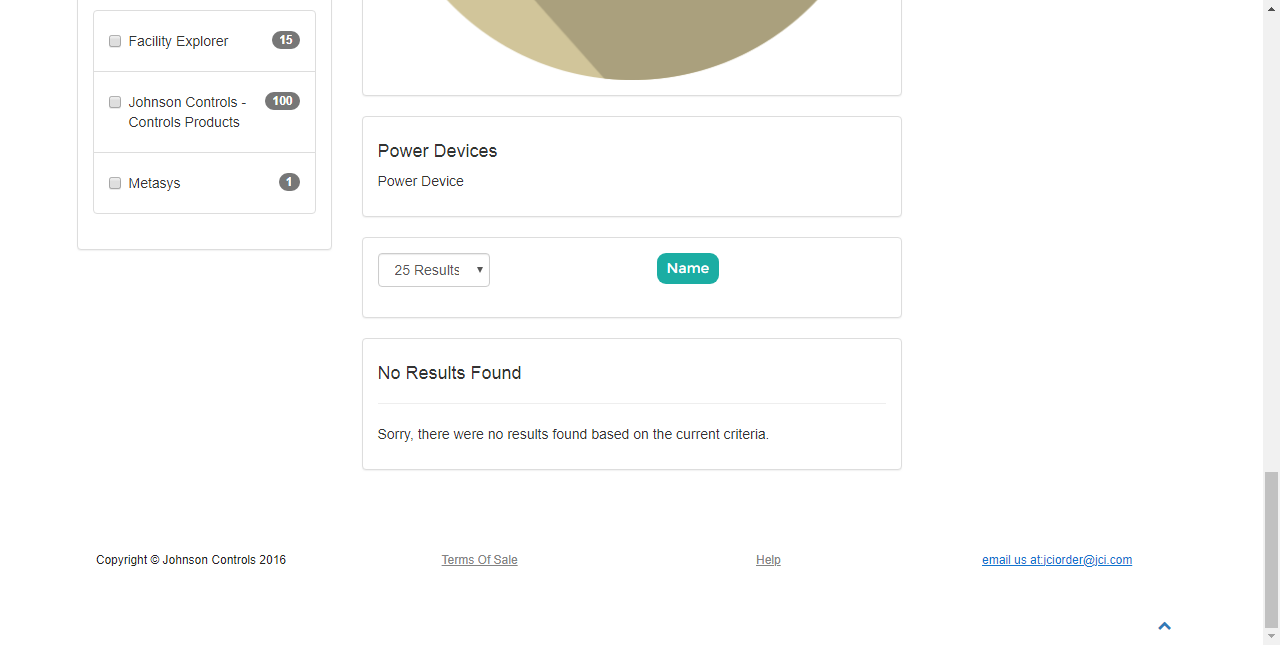 Facility Explorer 15
Johnson Controls - 100
Controls Products
Metasys 1
Power Devices
Power Device
25 Results
Name
No Results Found
Sorry, there were no results found based on the current criteria.
Copyright © Johnson Controls 2016 Terms Of Sale Help email us at:jciorder@jci.com